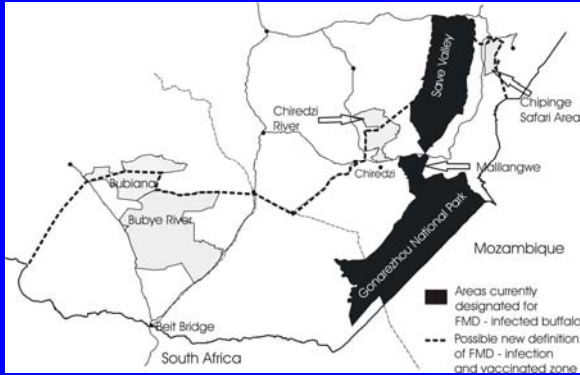 Save Valley
Chiredzi
River
Chipinge
Safari Area
Chiredzi
Malilangwe
Bubiana
Bubye River
Gonarezhou National Park
Mozambique
Beit Bridge
South Africa
Areas currently
designated for
FMD - infected buffalo
Possible new definition
of FMD - infection
and vaccinated zone